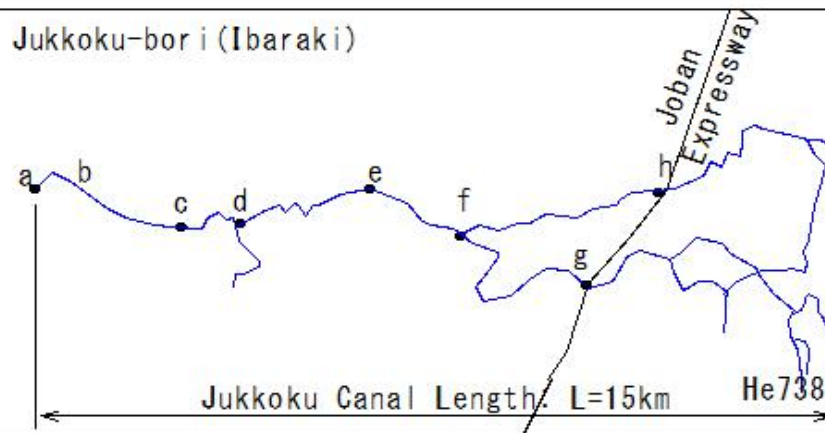 Jukkoku-bori(Ibaraki)
Joban
Expressway
a
b
c
d
e
f
g
h
Jukkoku Canal Length. L=15km
He738